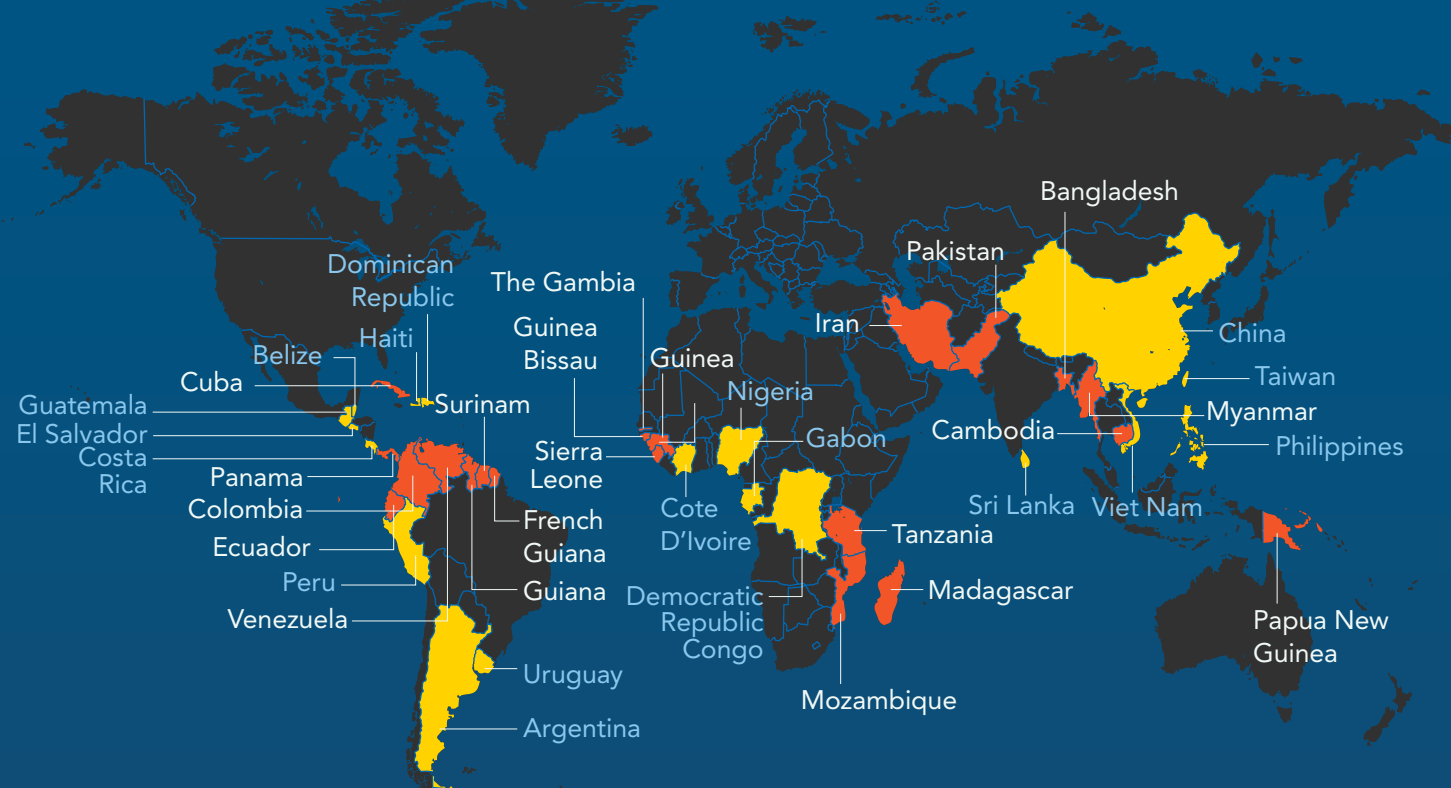 Bangladesh
Pakistan
Dominican
Republic
The Gambia
Iran
Guinea
Bissau
China
Haiti
Belize
Guinea
Cuba
Nigeria
Taiwan
Guatemala
Surinam
Myanmar
El Salvador
Cambodia
Gabon
Philippines
Costa
Rica
Sierra
Leone
Panama
Colombia
Cote
D’Ivoire
Sri Lanka
Viet Nam
French
Guiana
Tanzania
Ecuador
Peru
Guiana
Democratic
Republic
Congo
Madagascar
Venezuela
Papua New
Guinea
Uruguay
Mozambique
Argentina